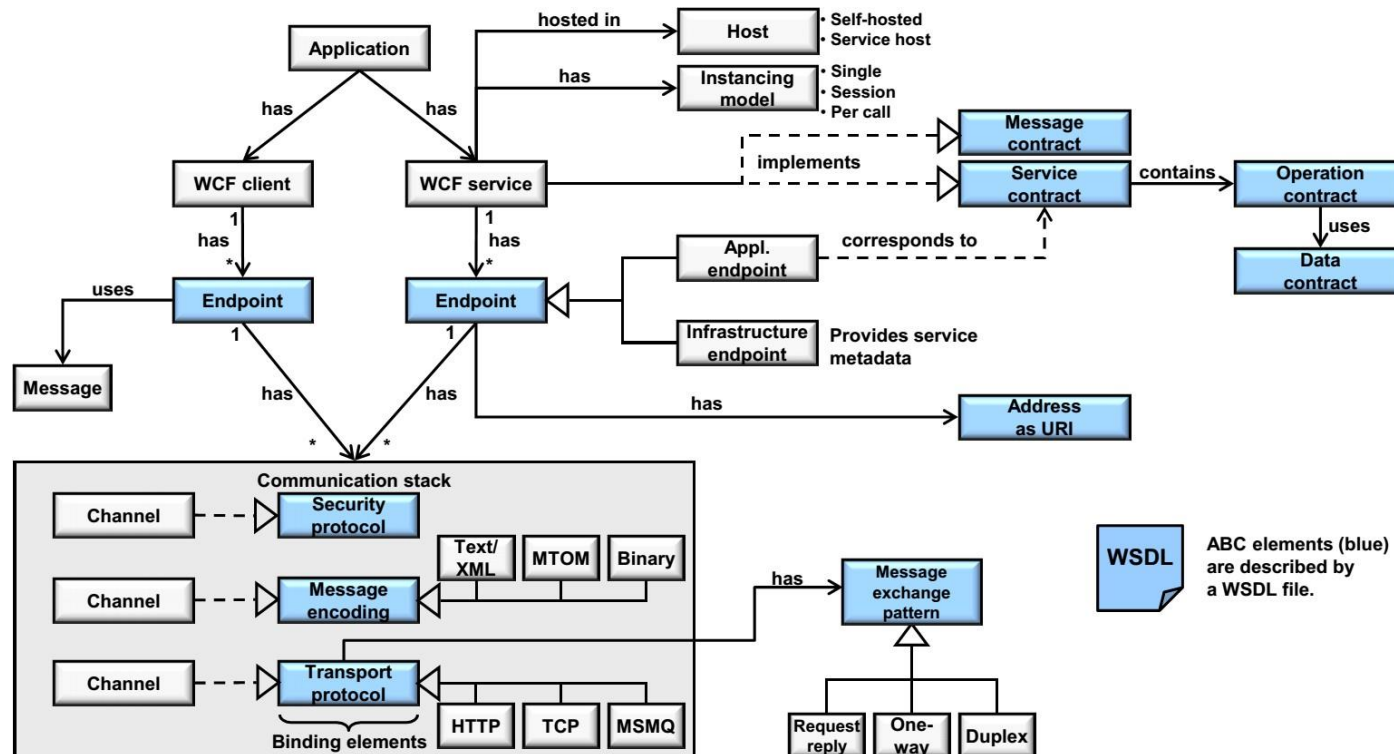 hosted in
Host
• Self-hosted
• Service host
Application
has
Instancing
model
• Single
• Session
• Per call
has
has
Message
contract
implements
WCF client
WCF service
Service
contract
contains
Operation
contract
1
1
has
has
*
*
uses
Appl.
endpoint
corresponds to
Data
contract
uses
Endpoint
Endpoint
1
1
Infrastructure
endpoint
Provides service
metadata
Message
has
has
has
Address
as URI
*
*
Communication stack
Channel
Security
protocol
Text/
XML
MTOM
Binary
Channel
Message
encoding
has
Message
exchange
pattern
WSDL
ABC elements (blue)
are described by
a WSDL file.
Channel
Transport
protocol
HTTP
TCP
MSMQ
Binding elements
Request
reply
One-
way
Duplex